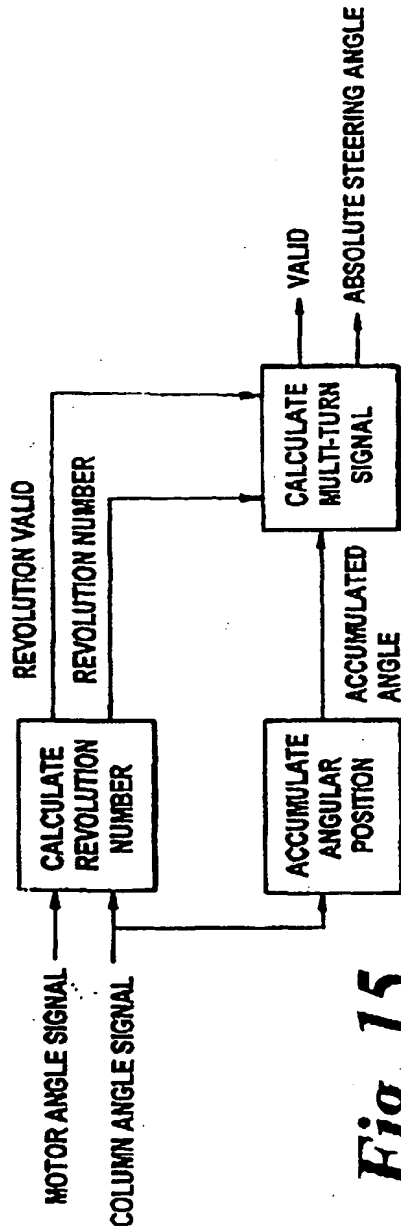 MOTOR ANGLE SIGNAL
COLUMN ANGLE SIGNAL
CALCULATE
REVOLUTION
NUMBER
REVOLUTION VALID
REVOLUTION NUMBER
ACCUMULATE
ANGULAR
POSITION
ACCUMULATED
ANGLE
CALCULATE
MULTI-TURN
SIGNAL
VALID
ABSOLUTE STEERING ANGLE
Fig. 15